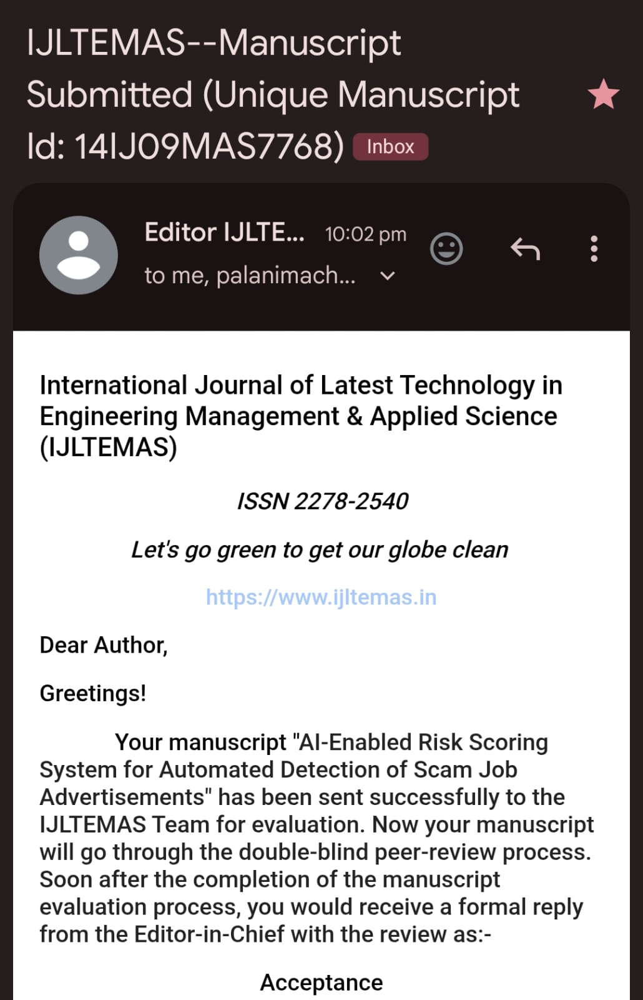 IJLTEMAS--Manuscript
Submitted (Unique Manuscript
Id: 14IJ09MAS7768) Inbox
Editor IJLTE... 10:02 pm
to me, palanimach...
International Journal of Latest Technology in
Engineering Management & Applied Science
(IJLTEMAS)
ISSN 2278-2540
Let's go green to get our globe clean
https://www.ijltemas.in
Dear Author,
Greetings!
Your manuscript "AI-Enabled Risk Scoring
System for Automated Detection of Scam Job
Advertisements" has been sent successfully to the
IJLTEMAS Team for evaluation. Now your manuscript
will go through the double-blind peer-review process.
Soon after the completion of the manuscript
evaluation process, you would receive a formal reply
from the Editor-in-Chief with the review as:-
Acceptance